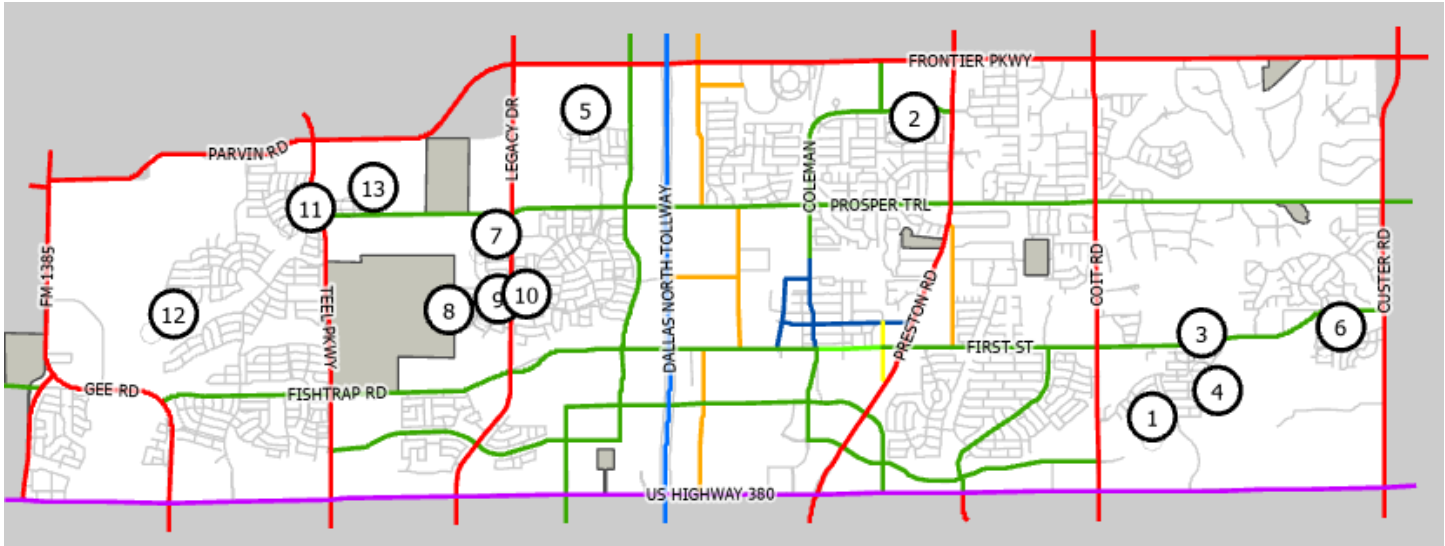 FRONTIER PKWY
5
2
LEGACY DR
PARVIN RD
13
11
COLEMAN
PROSPER TRL
7
FM 1385
DALLAS NORTH TOLLWAY
COIT RD
CUSTER RD
12
TEEL PKWY
8
9
10
PRESTON RD
3
6
FIRST ST
GEE RD
FISHTRAP RD
4
1
US HIGHWAY 380